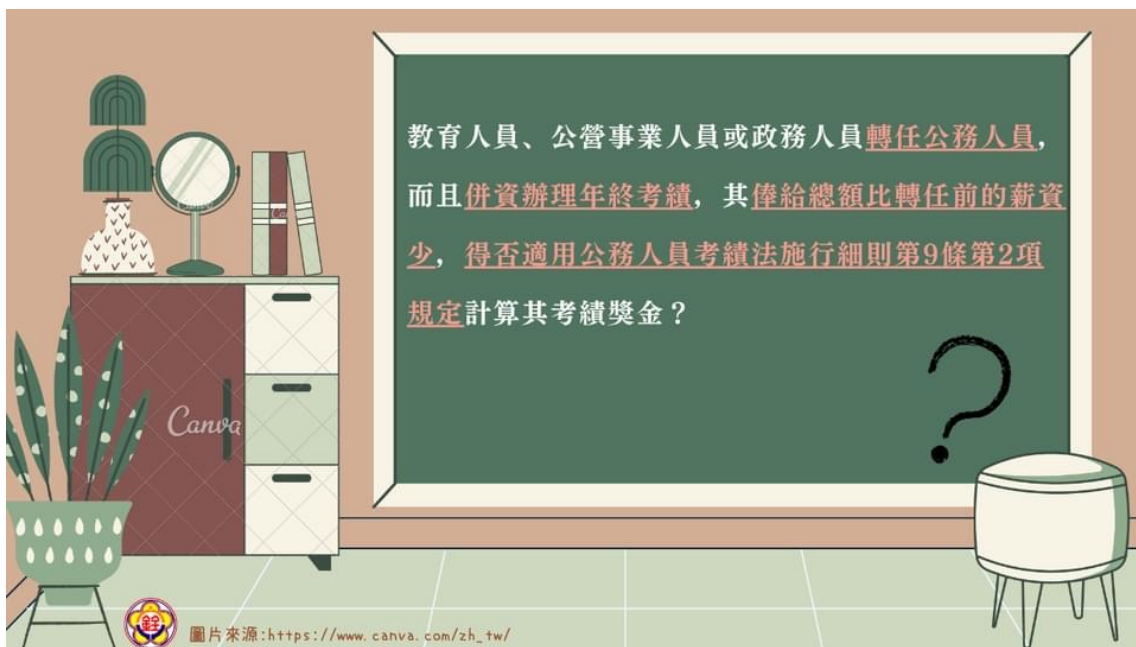 教育人員、公營事業人員或政務人員轉任公務人員，
而且併資辦理年終考績，其俸給總額比轉任前的薪資
少，得否適用公務人員考績法施行細則第9條第2項
規定計算其考績獎金？
?
Canva
銓
圖片來源:https://www.canva.com/zh_tw/